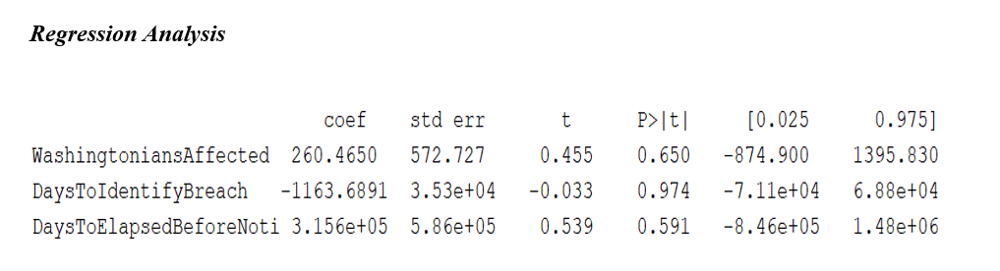 Regression Analysis
coef std err t P>|t| [0.025 0.975]
WashingtoniansAffected 260.4650 572.727 0.455 0.650 -874.900 1395.830
DaysToIdentifyBreach -1163.6891 3.53e+04 -0.033 0.974 -7.11e+04 6.88e+04
DaysToElapsedBeforeNoti 3.156e+05 5.86e+05 0.539 0.591 -8.46e+05 1.48e+06